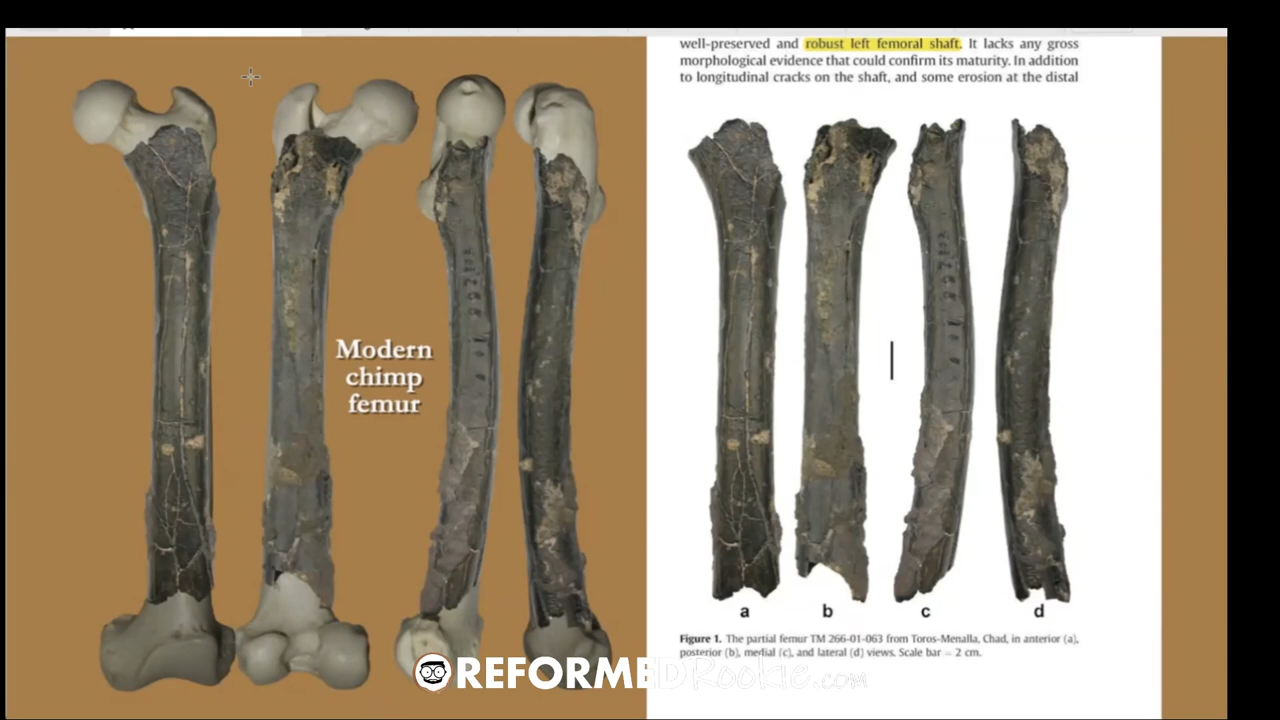 well-preserved and robust left femoral shaft. It lacks any gross
morphological evidence that could confirm its maturity. In addition
to longitudinal cracks on the shaft, and some erosion at the distal
Modern
chimp
femur
a b c d
Figure 1. The partial femur TM 266-01-063 from Toros-Menalla, Chad, in anterior (a),
posterior (b), medial (c), and lateral (d) views. Scale bar = 2 cm.
REFORMEDRookie.com